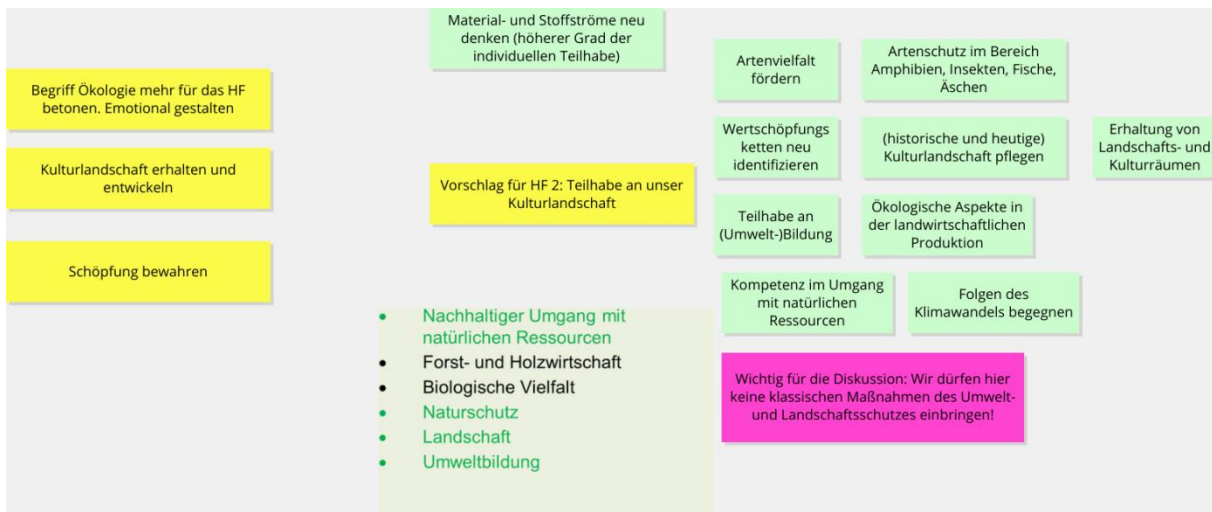 Material- und Stoffströme neu
denken (höherer Grad der
individuellen Teilhabe)
Begriff Ökologie mehr für das HF
betonen. Emotional gestalten
Kulturlandschaft erhalten und
entwickeln
Schöpfung bewahren
Vorschlag für HF 2: Teilhabe an unser
Kulturlandschaft
Artenvielfalt
fördern
Artenschutz im Bereich
Amphibien, Insekten, Fische,
Äschen
Wertschöpfungs
ketten neu
identifizieren
(historische und heutige)
Kulturlandschaft pflegen
Erhaltung von
Landschafts- und
Kulturräumen
Teilhabe an
(Umwelt-)Bildung
Ökologische Aspekte in
der landwirtschaftlichen
Produktion
Kompetenz im Umgang
mit natürlichen
Ressourcen
Folgen des
Klimawandels begegnen
• Nachhaltiger Umgang mit
natürlichen Ressourcen
• Forst- und Holzwirtschaft
• Biologische Vielfalt
• Naturschutz
• Landschaft
• Umweltbildung
Wichtig für die Diskussion: Wir dürfen hier
keine klassischen Maßnahmen des Umwelt-
und Landschaftsschutzes einbringen!